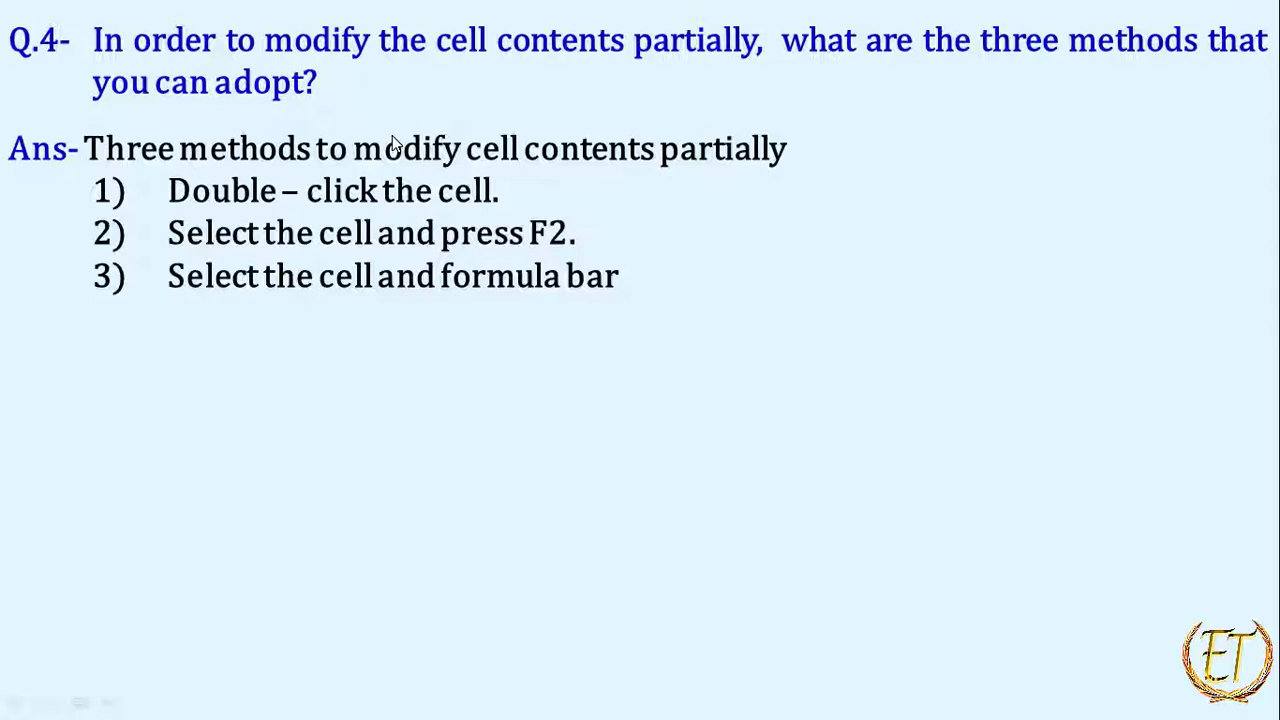 Q.4- In order to modify the cell contents partially, what are the three methods that
you can adopt?
Ans- Three methods to modify cell contents partially
1) Double – click the cell.
2) Select the cell and press F2.
3) Select the cell and formula bar
ET